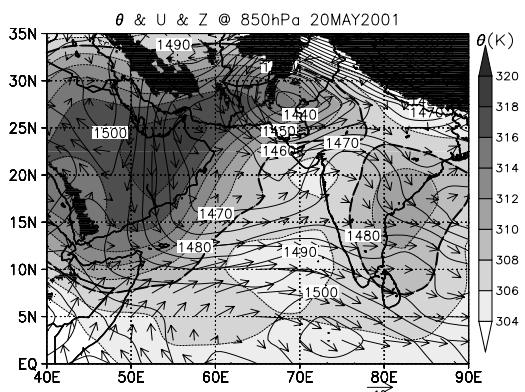 θ & U & Z @ 850hPa 20MAY2001
θ(K)
35N
30N
25N
20N
15N
10N
5N
EQ
40E
50E
60E
70E
80E
90E
1490
1
1440
1470
1500
1450
1460
1470
1470
1480
1480
1490
1500
320
318
316
314
312
310
308
306
304